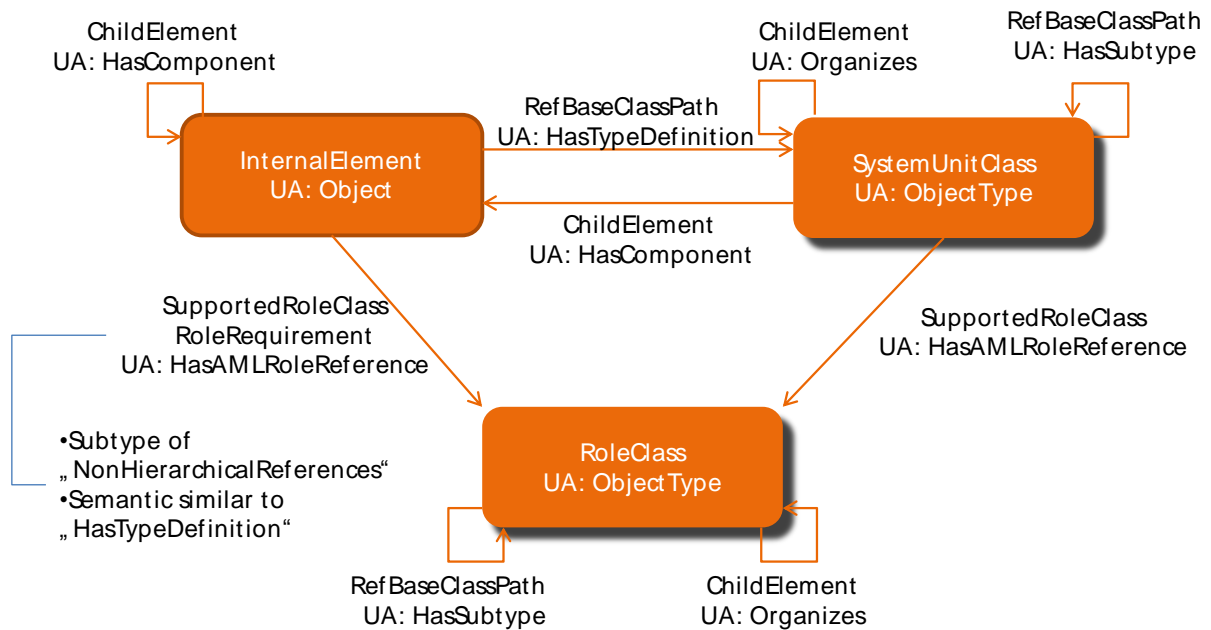 ChildElement
UA: HasComponent
ChildElement
UA: Organizes
RefBaseClassPath
UA: HasSubtype
RefBaseClassPath
UA: HasTypeDefinition
InternalElement
UA: Object
SystemUnitClass
UA: ObjectType
ChildElement
UA: HasComponent
SupportedRoleClass
RoleRequirement
UA: HasAMLRoleReference
SupportedRoleClass
UA: HasAMLRoleReference
•Subtype of
„NonHierarchicalReferences“
•Semantic similar to
„HasTypeDefinition“
RoleClass
UA: ObjectType
RefBaseClassPath
UA: HasSubtype
ChildElement
UA: Organizes